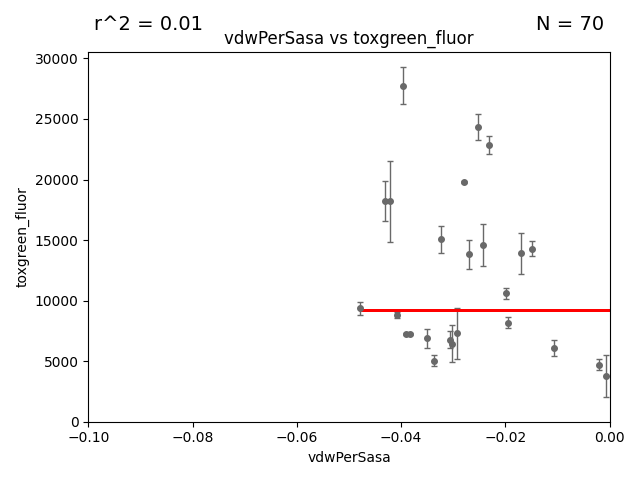 r^2 = 0.01
N = 70
vdwPerSasa vs toxgreen_fluor
30000
25000
20000
15000
10000
5000
0
toxgreen_fluor
−0.10
−0.08
−0.06
−0.04
−0.02
0.00
vdwPerSasa